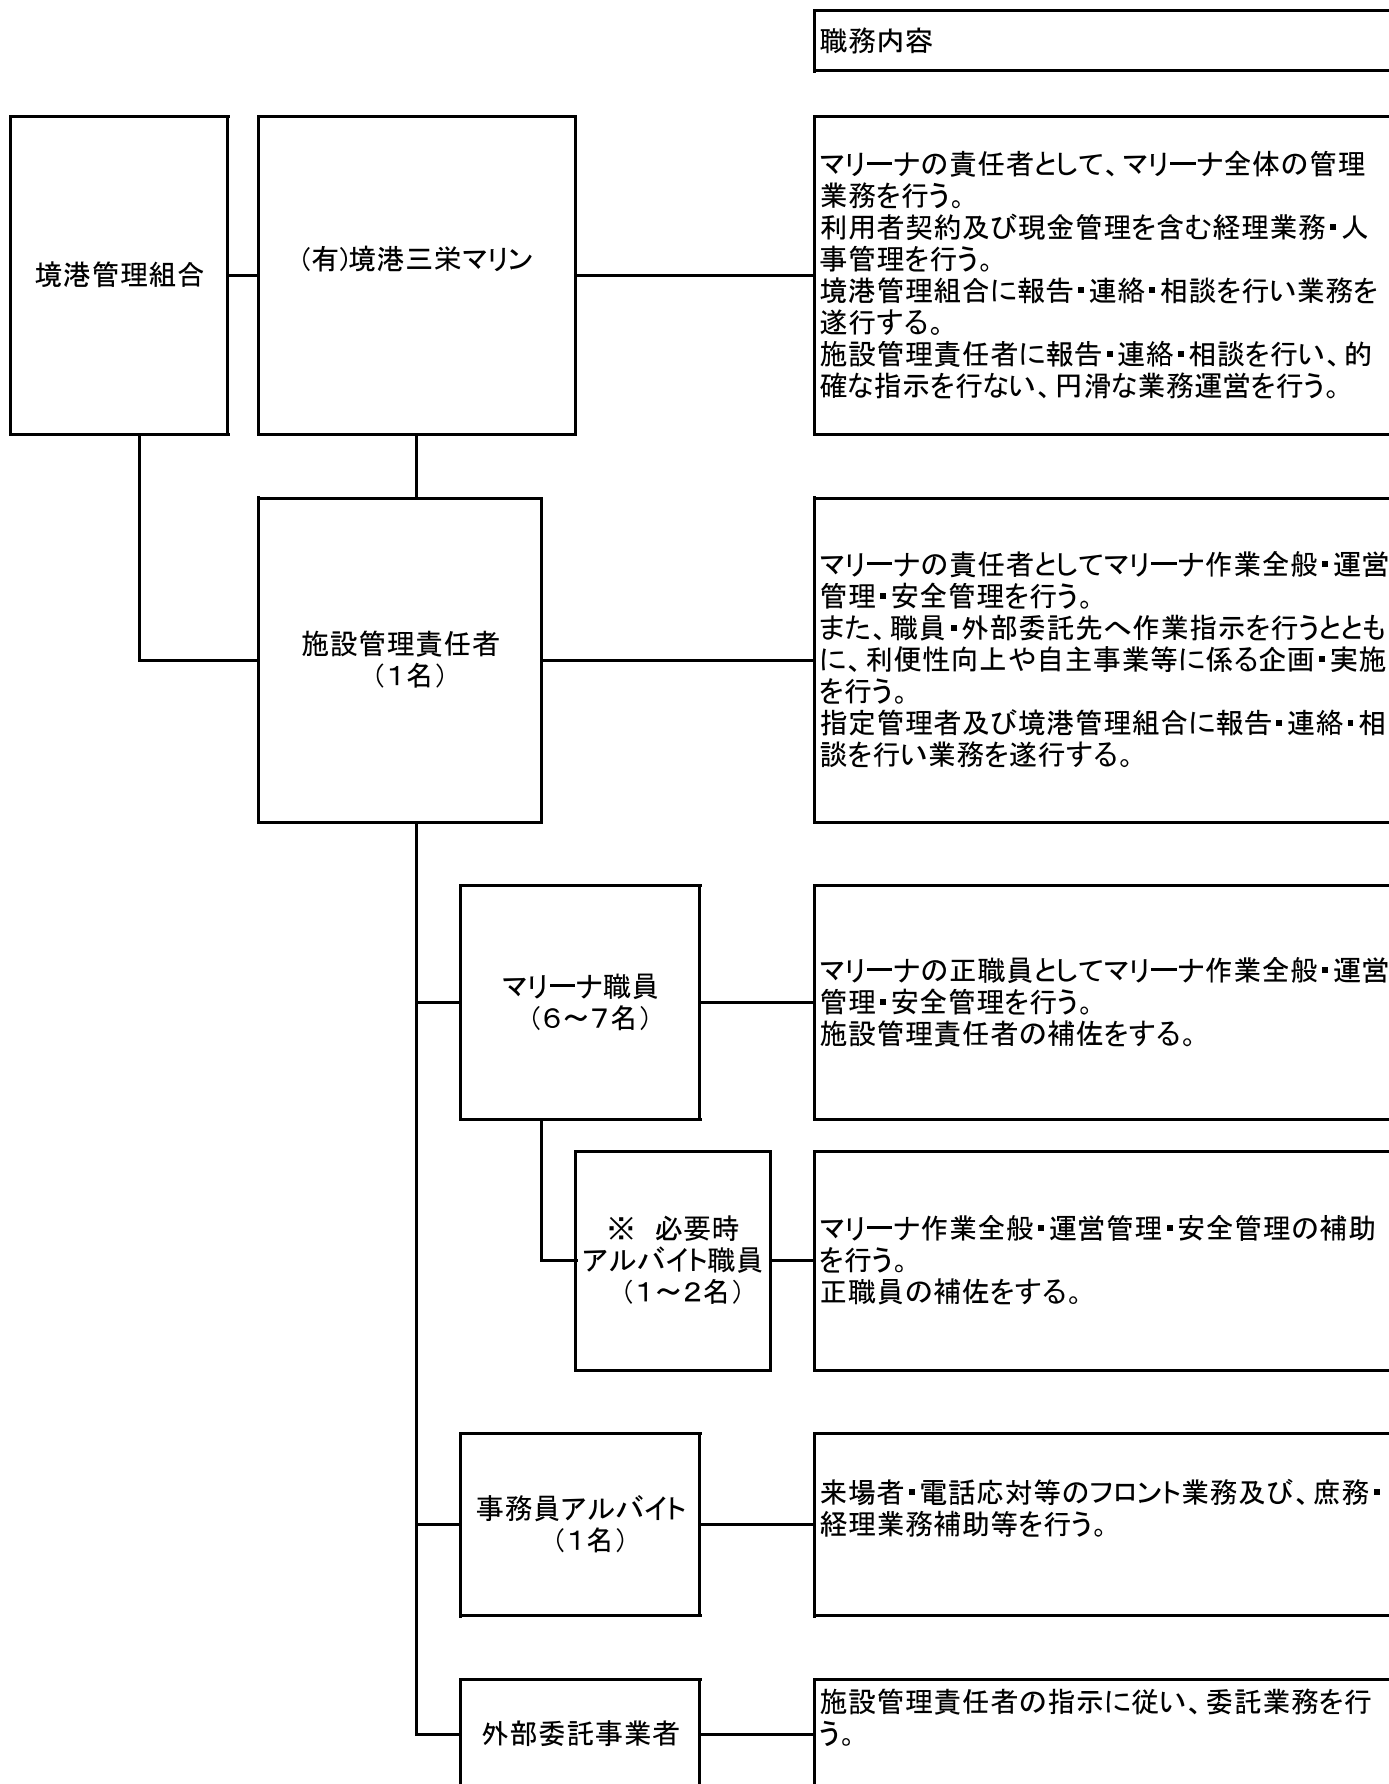 職務内容
境港管理組合
(有)境港三栄マリン
マリーナの責任者として、マリーナ全体の管理
業務を行う。
利用者契約及び現金管理を含む経理業務・人
事管理を行う。
境港管理組合に報告・連絡・相談を行い業務を
遂行する。
施設管理責任者に報告・連絡・相談を行い、的
確な指示を行ない、円滑な業務運営を行う。
施設管理責任者
（１名）
マリーナの責任者としてマリーナ作業全般・運営
管理・安全管理を行う。
また、職員・外部委託先へ作業指示を行うととも
に、利便性向上や自主事業等に係る企画・実施
を行う。
指定管理者及び境港管理組合に報告・連絡・相
談を行い業務を遂行する。
マリーナ職員
（６～７名）
マリーナの正職員としてマリーナ作業全般・運営
管理・安全管理を行う。
施設管理責任者の補佐をする。
※　必要時
アルバイト職員
（１～２名）
マリーナ作業全般・運営管理・安全管理の補助
を行う。
正職員の補佐をする。
事務員アルバイト
（１名）
来場者・電話応対等のフロント業務及び、庶務・
経理業務補助等を行う。
外部委託事業者
施設管理責任者の指示に従い、委託業務を行
う。